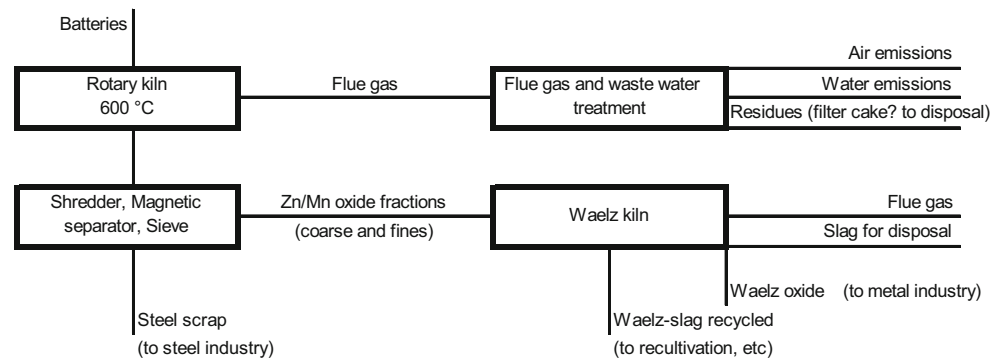 Batteries
Rotary kiln
600 °C
Flue gas
Flue gas and waste water
treatment
Air emissions
Water emissions
Residues (filter cake? to disposal)
Shredder, Magnetic
separator, Sieve
Zn/Mn oxide fractions
(coarse and fines)
Waelz kiln
Flue gas
Slag for disposal
Waelz oxide (to metal industry)
Steel scrap
(to steel industry)
Waelz-slag recycled
(to recultivation, etc)